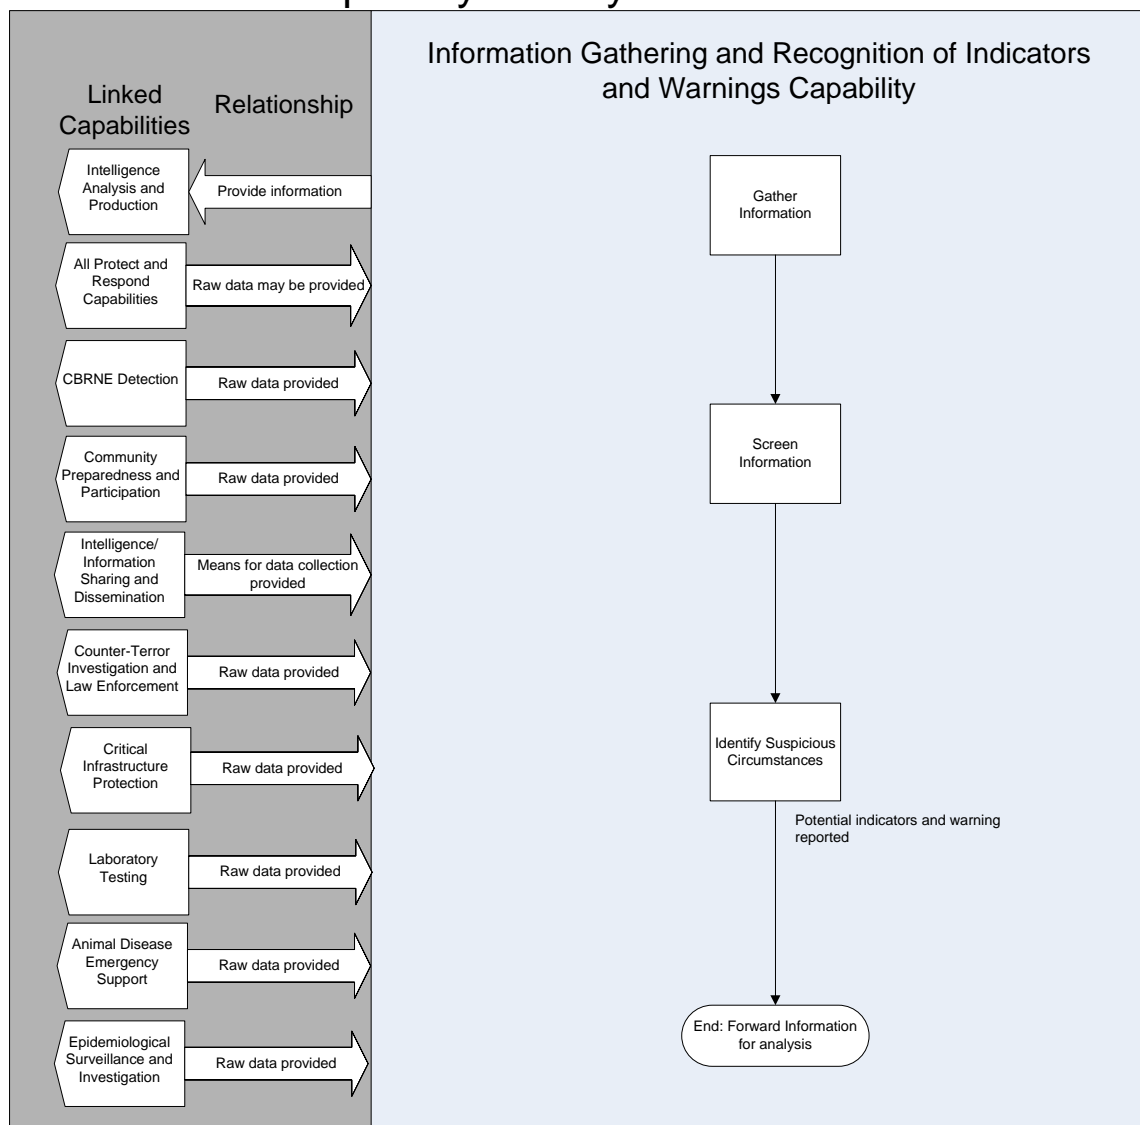 Information Gathering and Recognition of Indicators
and Warnings Capability
Linked
Capabilities
Relationship
Intelligence
Analysis and
Production
Provide information
All Protect and
Respond
Capabilities
Raw data may be provided
CBRNE Detection
Raw data provided
Community
Preparedness and
Participation
Raw data provided
Intelligence/
Information
Sharing and
Dissemination
Means for data collection
provided
Counter-Terror
Investigation and
Law Enforcement
Raw data provided
Critical
Infrastructure
Protection
Raw data provided
Laboratory
Testing
Raw data provided
Animal Disease
Emergency
Support
Raw data provided
Epidemiological
Surveillance and
Investigation
Raw data provided
Gather
Information
Screen
Information
Identify Suspicious
Circumstances
Potential indicators and warning
reported
End: Forward Information
for analysis